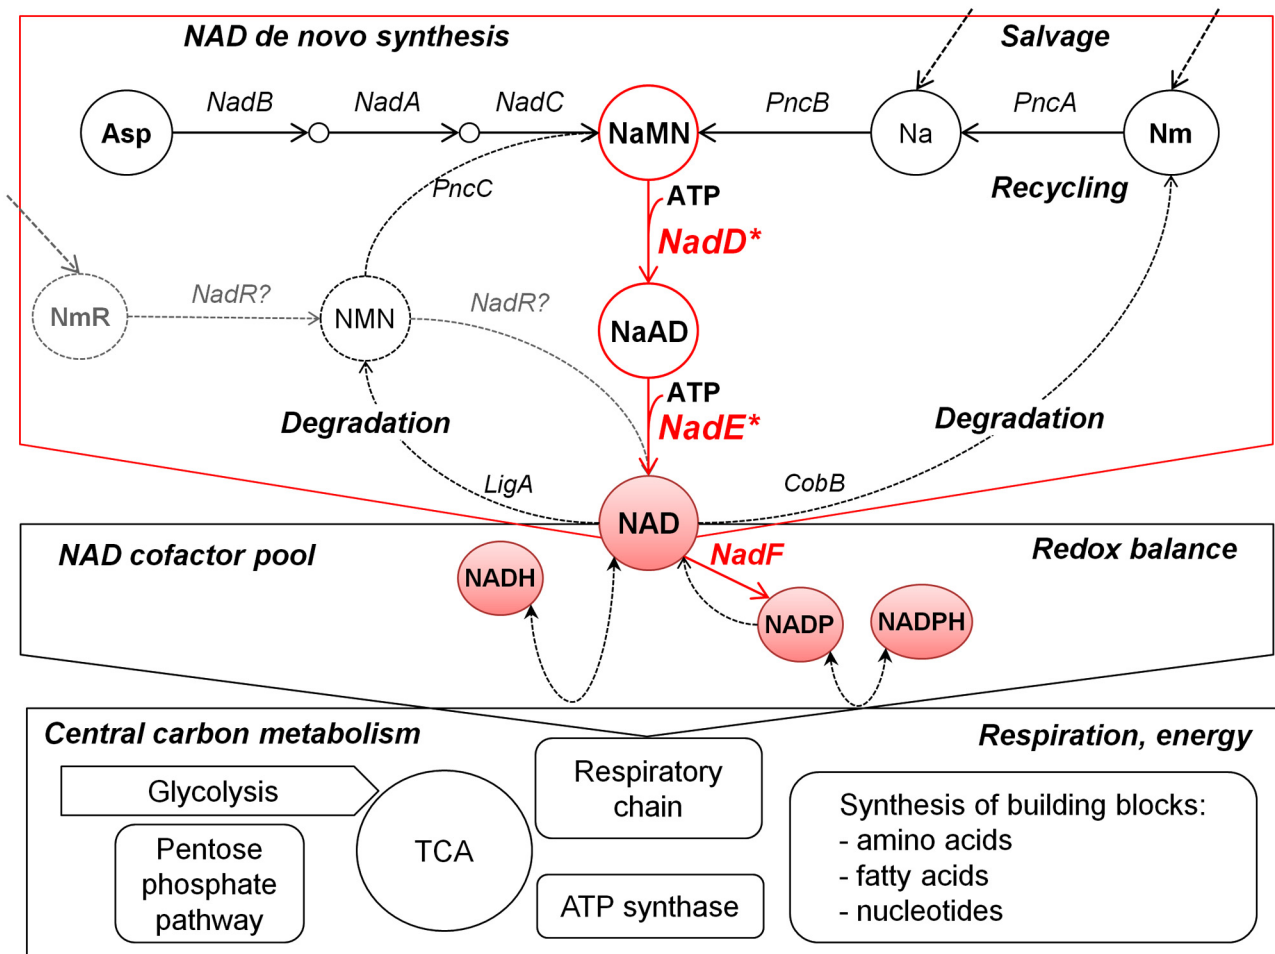 NAD de novo synthesis
Salvage
NadB
NadA
NadC
PncB
PncA
Asp
NaMN
Na
Nm
PncC
ATP
Recycling
NadD*
NmR
NadR?
NMN
NadR?
NaAD
ATP
Degradation
NadE*
Degradation
LigA
CobB
NAD
NAD cofactor pool
NadF
Redox balance
NADH
NADP
NADPH
Central carbon metabolism
Respiration, energy
Glycolysis
TCA
Respiratory
chain
Pentose
phosphate
pathway
ATP synthase
Synthesis of building blocks:
- amino acids
- fatty acids
- nucleotides